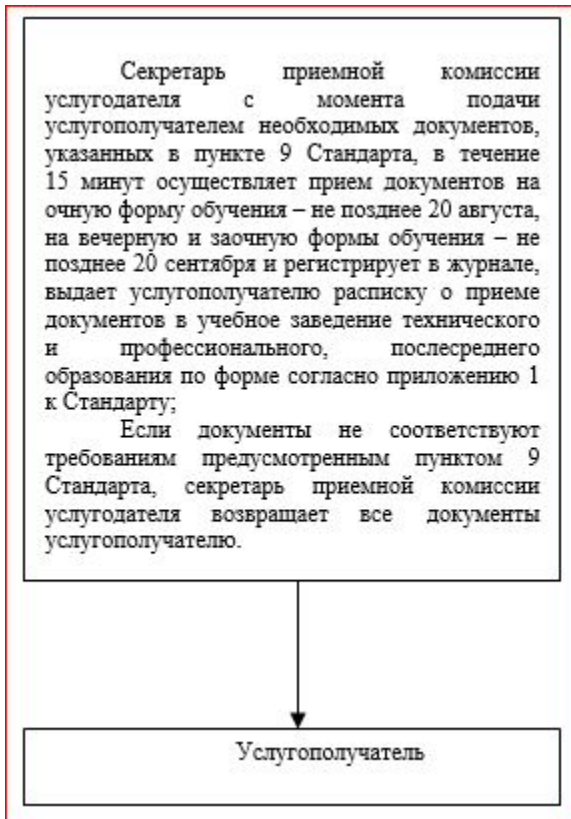 Секретарь приемной комиссии
услугодателя с момента подачи
услугополучателем необходимых документов,
указанных в пункте 9 Стандарта, в течение
15 минут осуществляет прием документов на
очную форму обучения – не позднее 20 августа,
на вечернюю и заочную формы обучения – не
позднее 20 сентября и регистрирует в журнале,
выдает услугополучателю расписку о приеме
документов в учебное заведение технического
и профессионального, послесреднего
образования по форме согласно приложению 1
к Стандарту;
Если документы не соответствуют
требованиям предусмотренным пунктом 9
Стандарта, секретарь приемной комиссии
услугодателя возвращает все документы
услугополучателю.
Услугополучатель